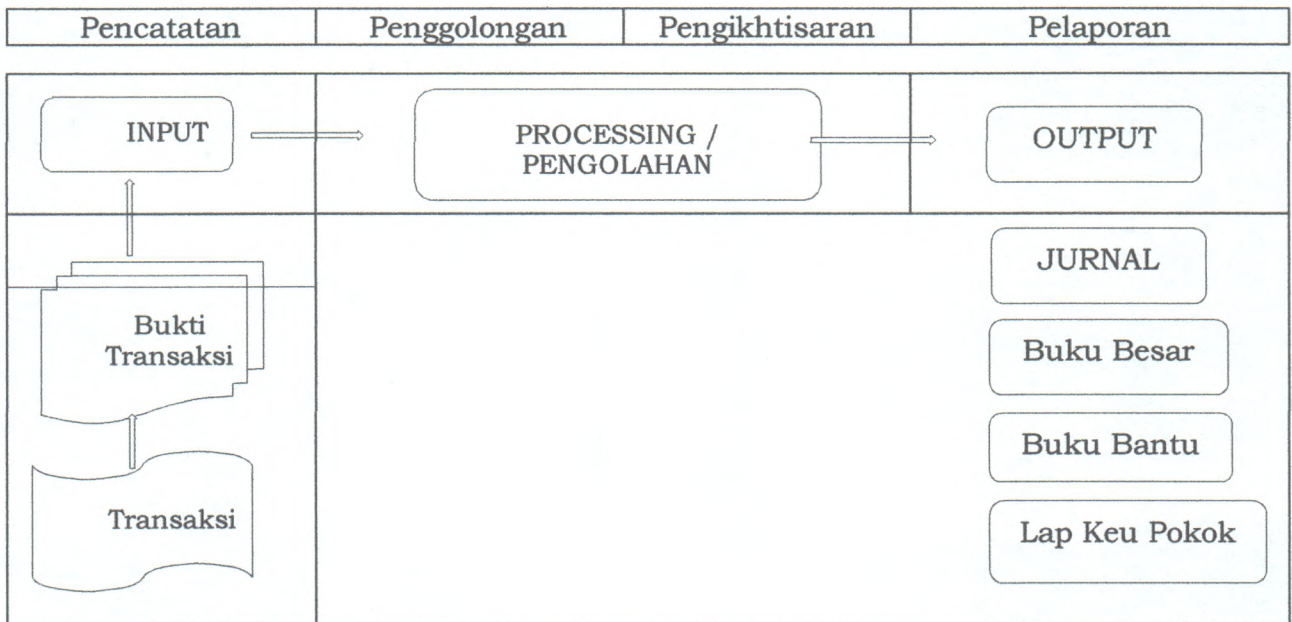 Pencatatan
Penggolongan
Pengikhtisaran
Pelaporan
INPUT
PROCESSING /
PENGOLAHAN
OUTPUT
Bukti
Transaksi
Transaksi
JURNAL
Buku Besar
Buku Bantu
Lap Keu Pokok